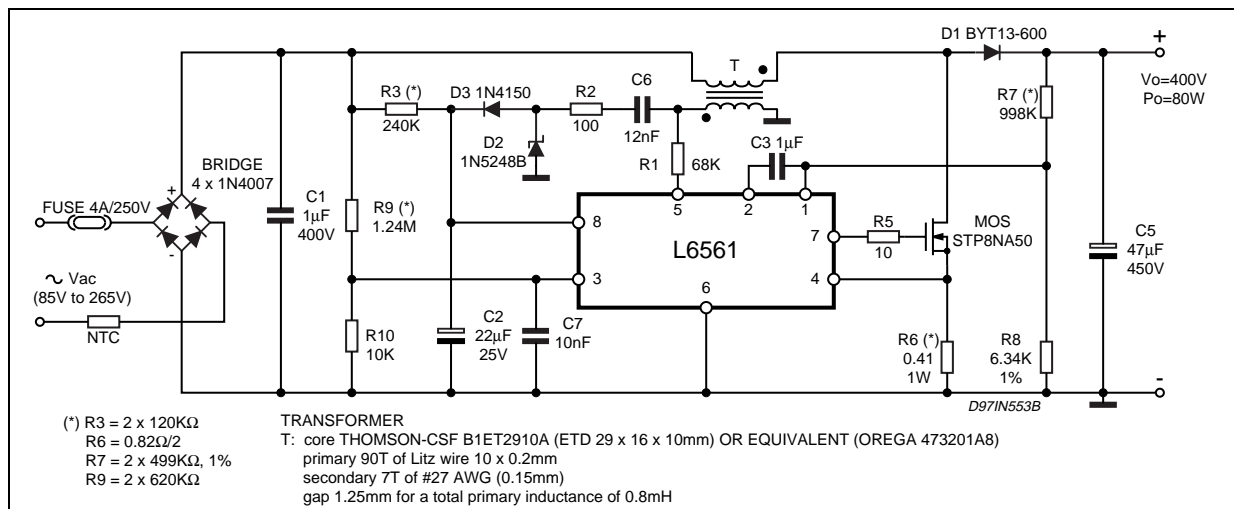 D1 BYT13-600
+
Vo=400V
Po=80W
T
C6
12nF
R3 (*)
240K
D3 1N4150
R2
100
R7 (*)
998K
D2
1N5248B
R1
68K
C3 1µF
BRIDGE
4 x 1N4007
+
-
FUSE 4A/250V
C1
1µF
400V
R9 (*)
1.24M
5
2
1
8
3
7
4
6
L6561
R5
10
MOS
STP8NA50
C5
47µF
450V
~ Vac
(85V to 265V)
NTC
R10
10K
C2
22µF
25V
C7
10nF
R6 (*)
0.41
1W
R8
6.34K
1%
-
D97IN553B
(*) R3 = 2 x 120KΩ
R6 = 0.82Ω/2
R7 = 2 x 499KΩ, 1%
R9 = 2 x 620KΩ
TRANSFORMER
T: core THOMSON-CSF B1ET2910A (ETD 29 x 16 x 10mm) OR EQUIVALENT (OREGA 473201A8)
primary 90T of Litz wire 10 x 0.2mm
secondary 7T of #27 AWG (0.15mm)
gap 1.25mm for a total primary inductance of 0.8mH